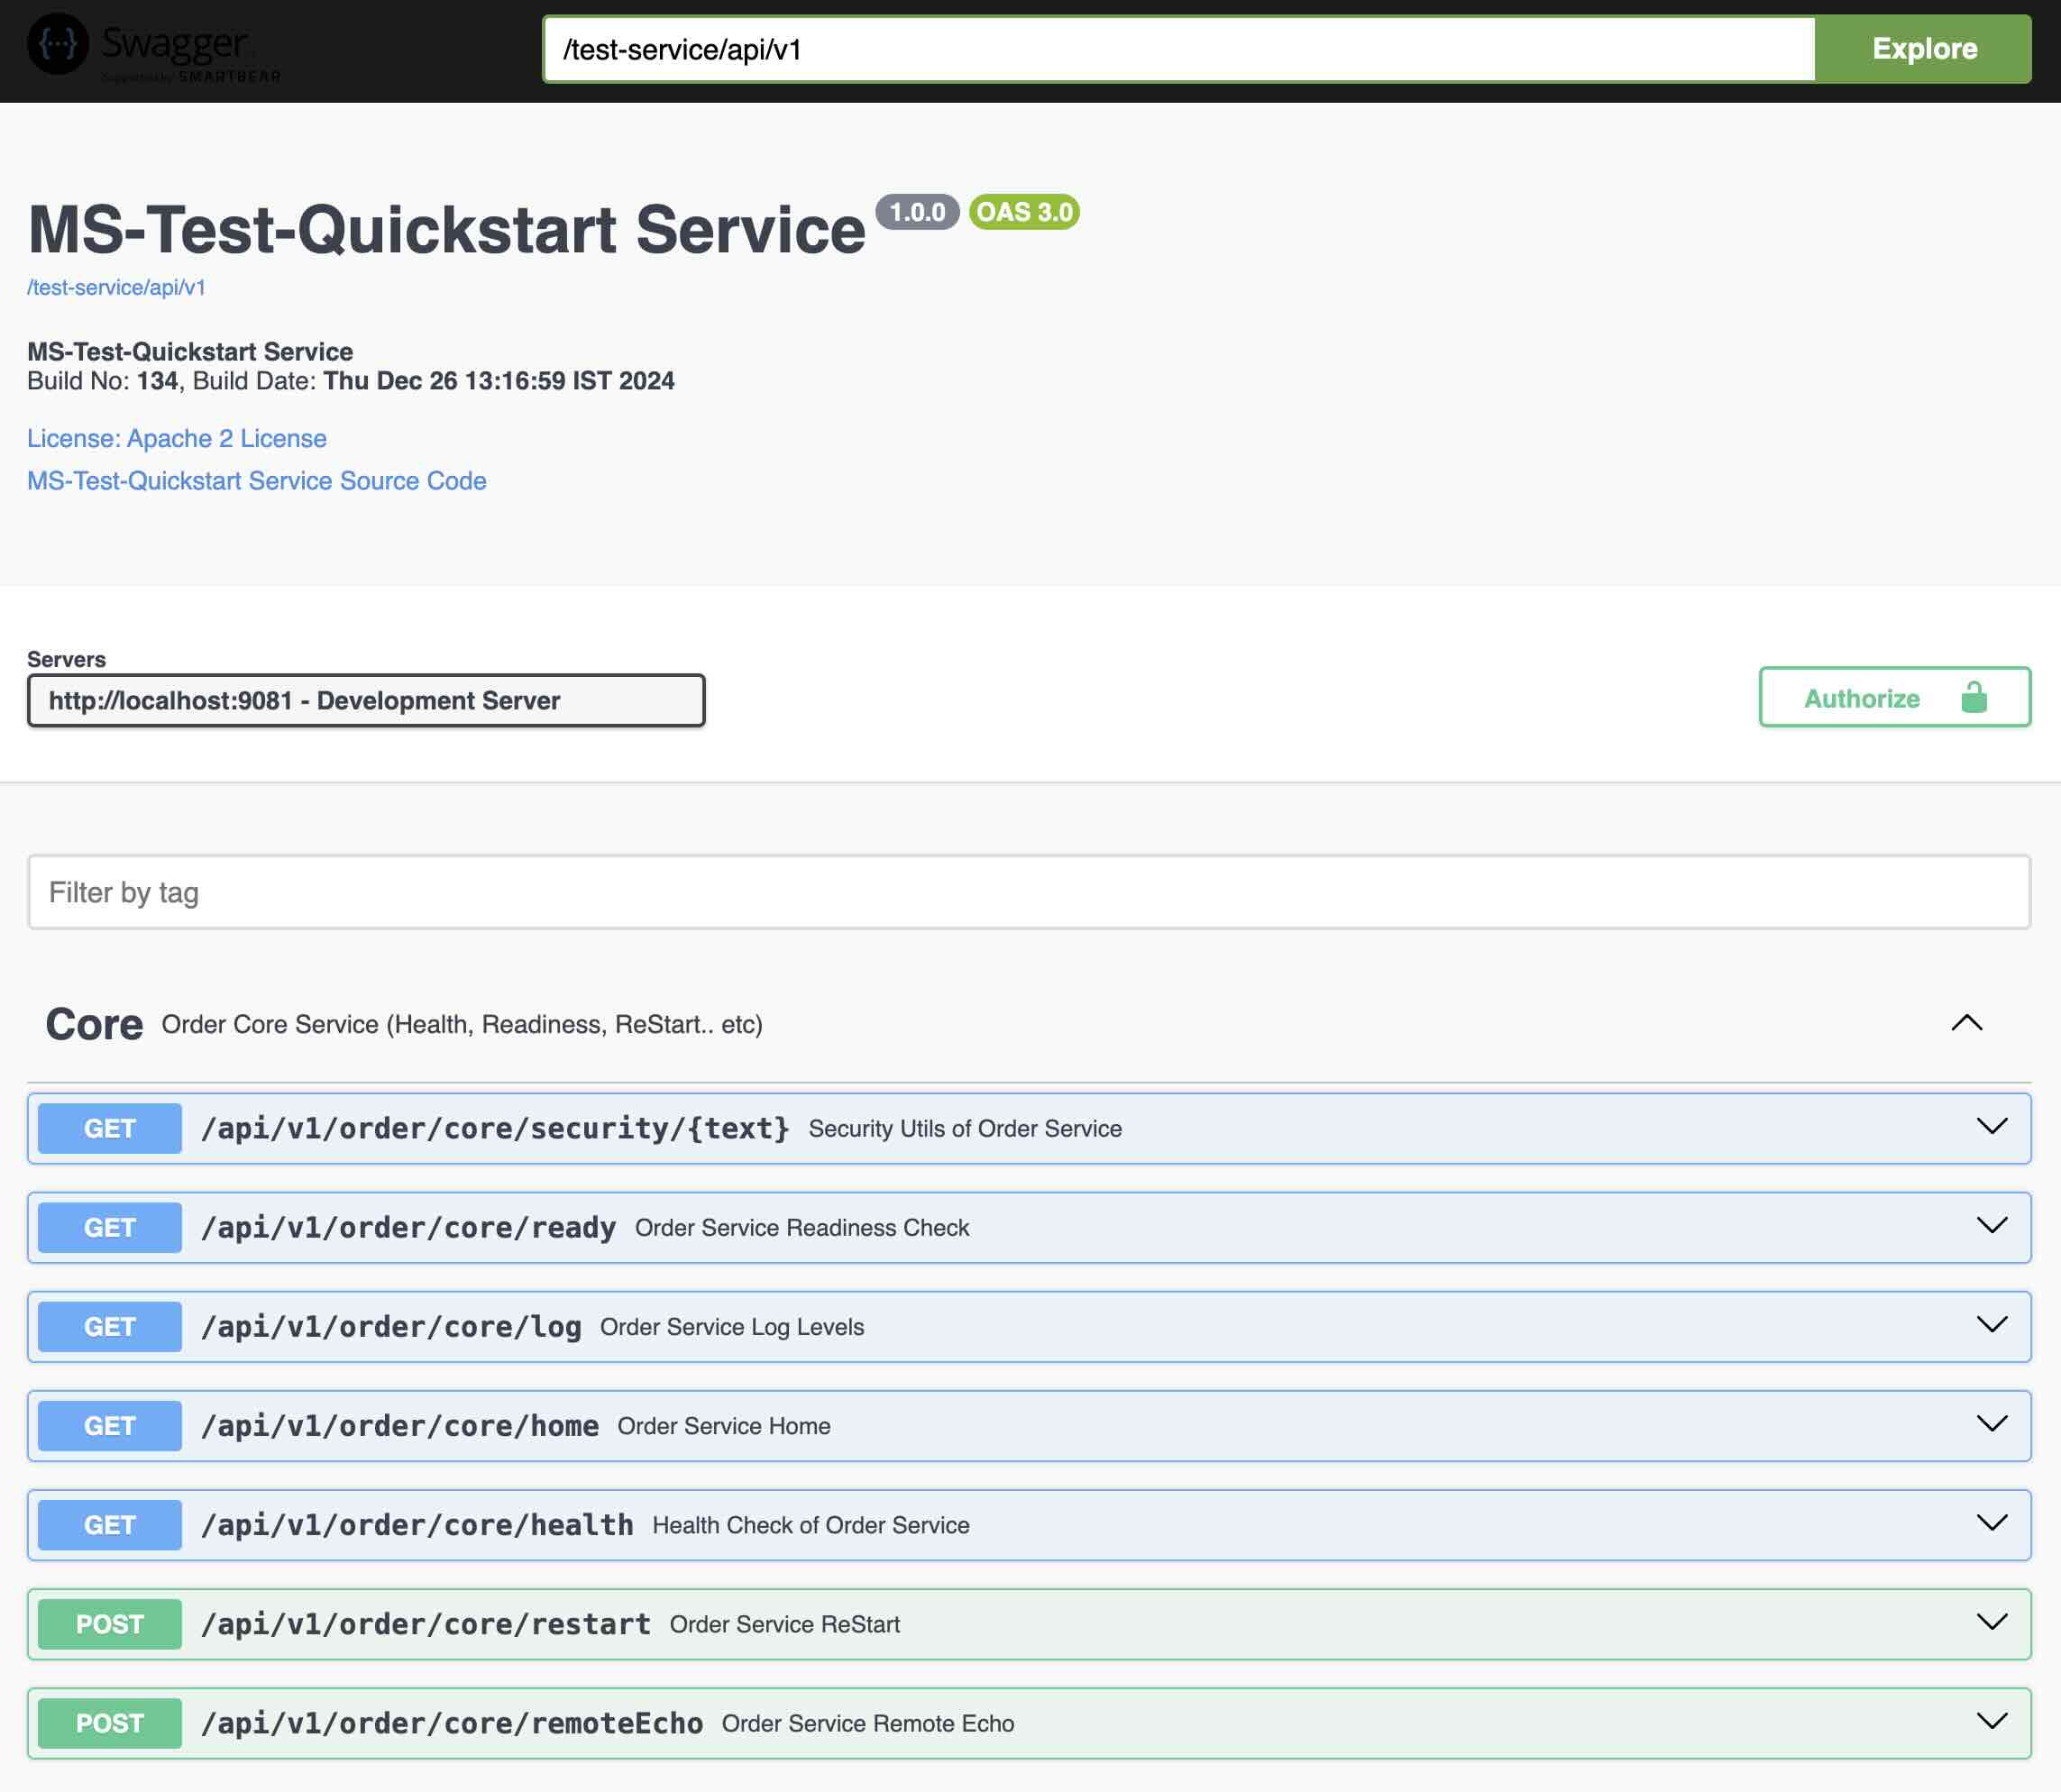 Swagger
Supported by SMARTBEAR
/test-service/api/v1
Explore
MS-Test-Quickstart Service 1.0.0 OAS 3.0
/test-service/api/v1
MS-Test-Quickstart Service
Build No: 134, Build Date: Thu Dec 26 13:16:59 IST 2024
License: Apache 2 License
MS-Test-Quickstart Service Source Code
Servers
http://localhost:9081 - Development Server
Authorize
Filter by tag
Core Order Core Service (Health, Readiness, ReStart.. etc)
GET /api/v1/order/core/security/{text} Security Utils of Order Service
GET /api/v1/order/core/ready Order Service Readiness Check
GET /api/v1/order/core/log Order Service Log Levels
GET /api/v1/order/core/home Order Service Home
GET /api/v1/order/core/health Health Check of Order Service
POST /api/v1/order/core/restart Order Service ReStart
POST /api/v1/order/core/remoteEcho Order Service Remote Echo